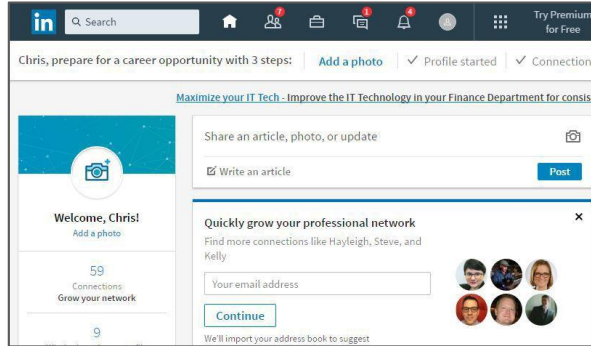 in
Search
7
1
4
Try Premium
for Free
Chris, prepare for a career opportunity with 3 steps:
Add a photo
Profile started
Connection
Maximize your IT Tech - Improve the IT Technology in your Finance Department for consis
Share an article, photo, or update
Write an article
Post
Welcome, Chris!
Add a photo
59
Connections
Grow your network
9
Quickly grow your professional network
Find more connections like Hayleigh, Steve, and
Kelly
Your email address
Continue
We'll import your address book to suggest